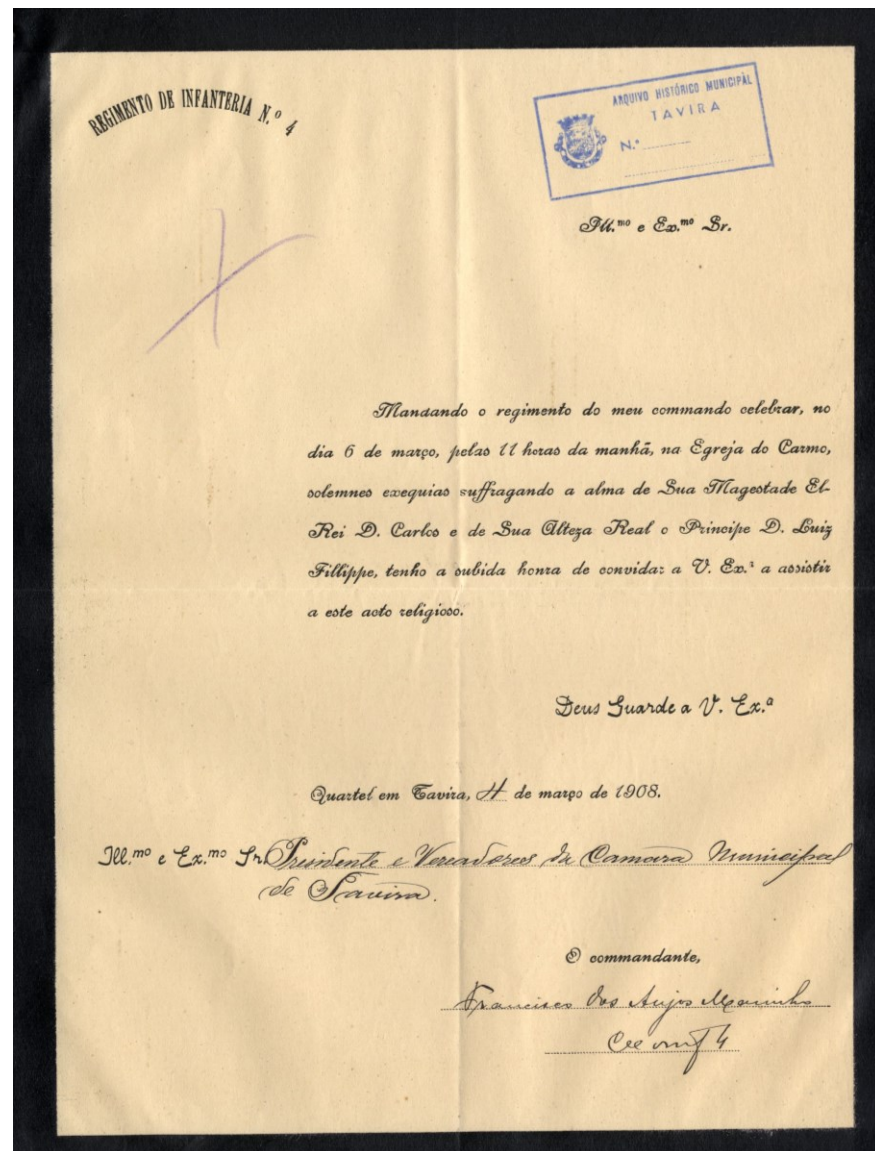 REGIMENTO DE INFANTERIA N.º 4
ARQUIVO HISTÓRICO MUNICIPAL
TAVIRA
N.º
Ill.mo e Ex.mo Sr.
Mandando o regimento do meu commando celebrar, no
dia 6 de março, pelas 11 horas da manhã, na Egreja do Carmo,
solemnes exequias suffragando a alma de Sua Magestade El-
Rei D. Carlos e de Sua Alteza Real o Principe D. Luiz
Fillippe, tenho a subida honra de convidar a V. Ex.ª a assistir
a este acto religioso.
Deus Guarde a V. Ex.ª
Quartel em Tavira, 4 de março de 1908.
Ill.mo e Ex.mo Sr. Presidente e Vereadores da Camara Municipal
de Tavira.
O commandante,
Francisco dos Anjos